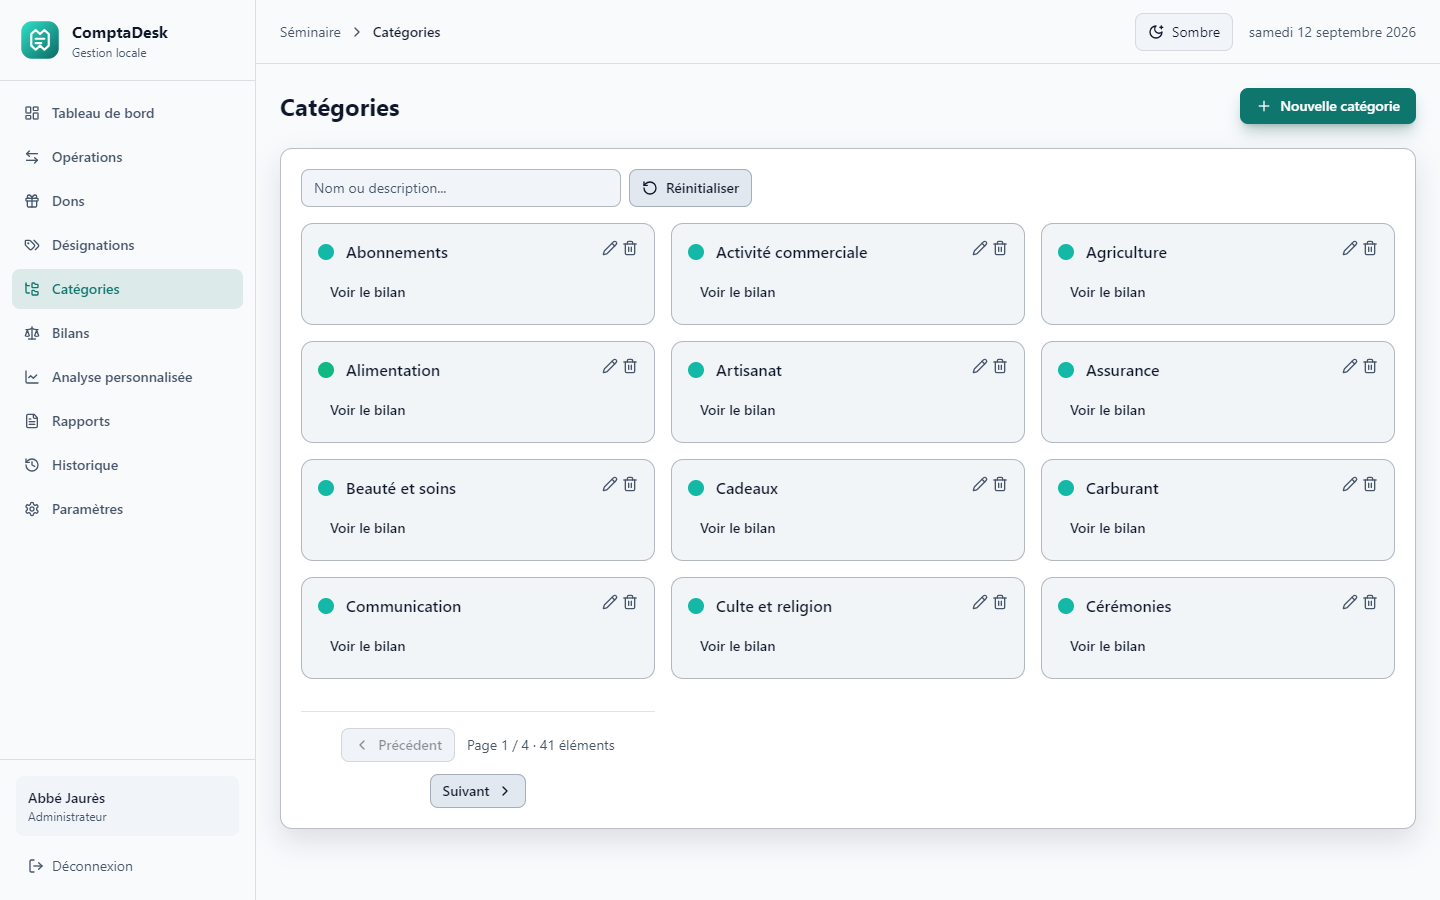 ComptaDesk
Gestion locale
Tableau de bord
Opérations
Dons
Désignations
Catégories
Bilans
Analyse personnalisée
Rapports
Historique
Paramètres
Abbé Jaurès
Administrateur
Déconnexion
Séminaire > Catégories
Sombre
samedi 12 septembre 2026
Catégories
+ Nouvelle catégorie
Nom ou description...
Réinitialiser
Abonnements
Voir le bilan
Activité commerciale
Voir le bilan
Agriculture
Voir le bilan
Alimentation
Voir le bilan
Artisanat
Voir le bilan
Assurance
Voir le bilan
Beauté et soins
Voir le bilan
Cadeaux
Voir le bilan
Carburant
Voir le bilan
Communication
Voir le bilan
Culte et religion
Voir le bilan
Cérémonies
Voir le bilan
Précédent
Page 1 / 4 · 41 éléments
Suivant